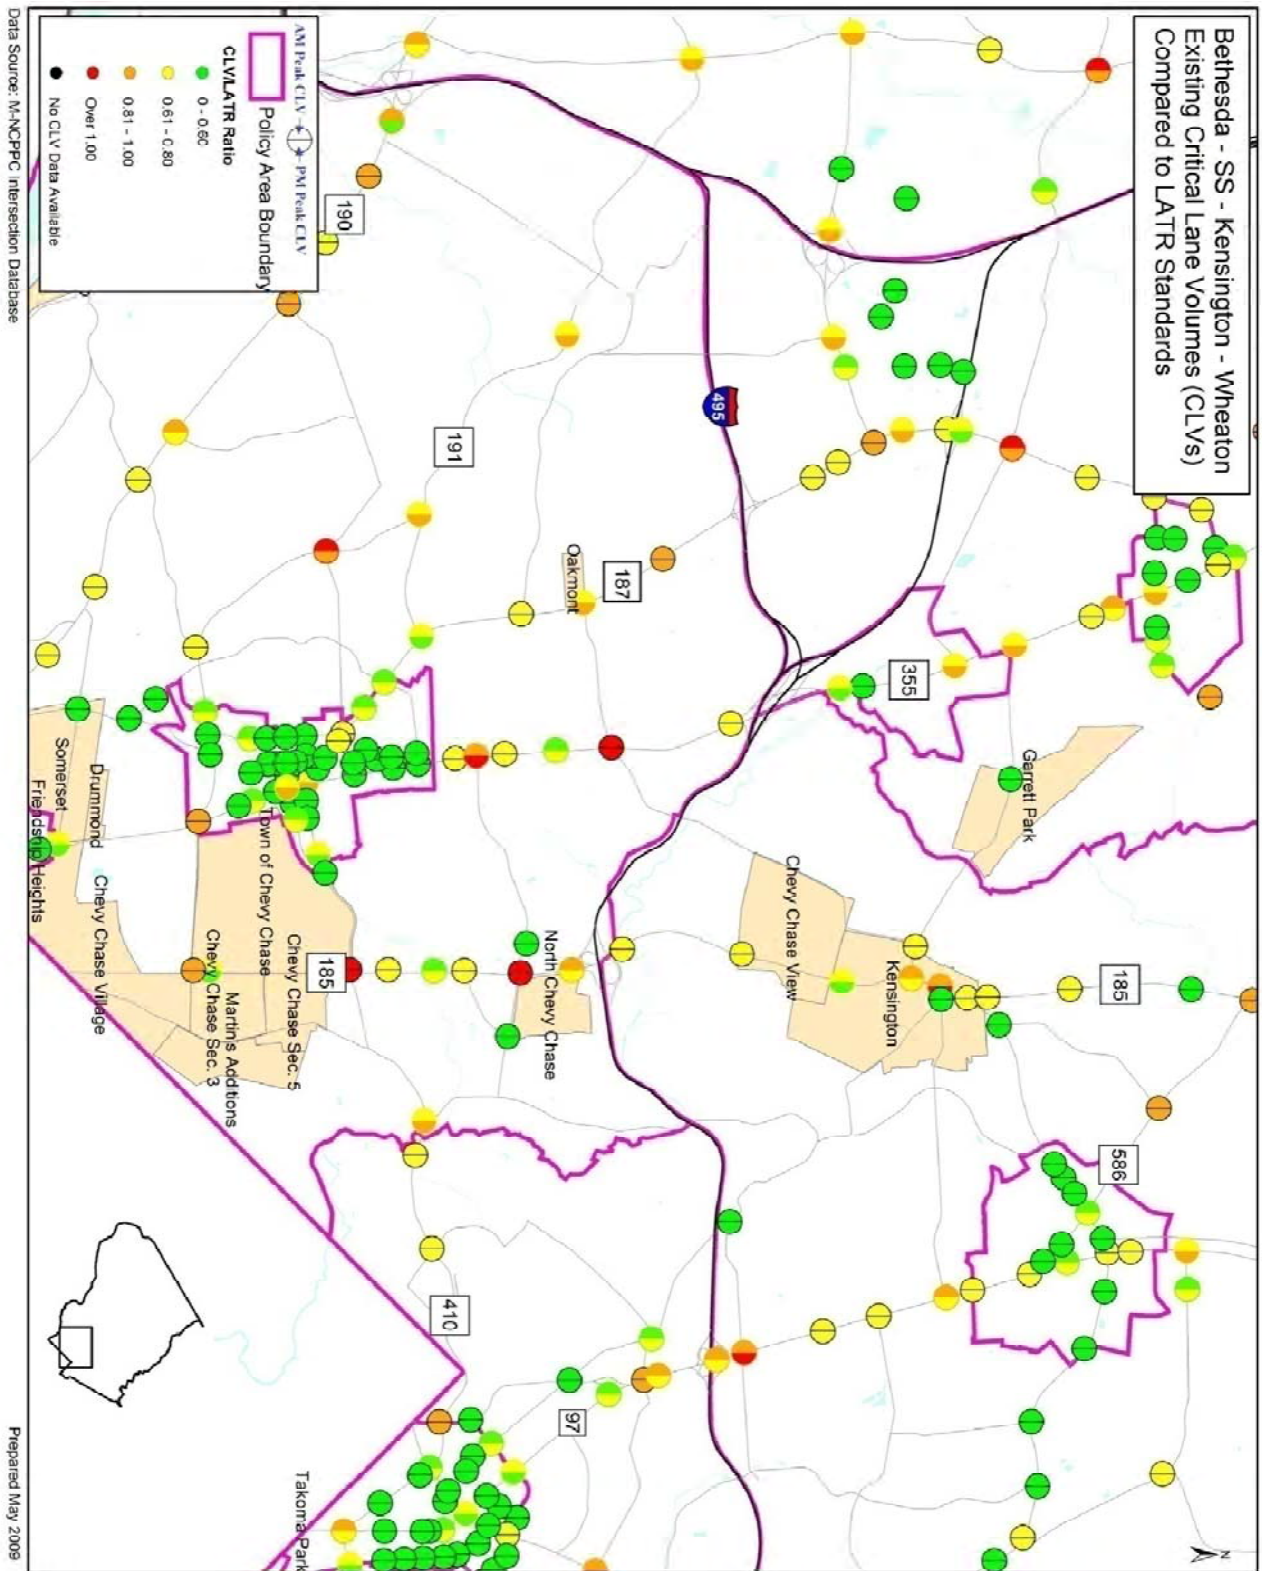 Bethesda - SS - Kensington - Wheaton
Existing Critical Lane Volumes (CLVs)
Compared to LATR Standards
N
586
185
355
Garrett Park
Kensington
Chevy Chase View
495
187
Oakmont
97
North Chevy Chase
191
410
190
185
Chevy Chase Sec. 5
Town of Chevy Chase
Martin's Additions
Chevy Chase Sec. 3
Drummond
Chevy Chase Village
Somerset
Friendship Heights
Takoma Park
AM Peak CLV PM Peak CLV
Policy Area Boundary
CLV/LATR Ratio
0 - 0.60
0.61 - 0.80
0.81 - 1.00
Over 1.00
No CLV Data Available
Data Source: M-NCPPC Intersection Database
Prepared May 2009